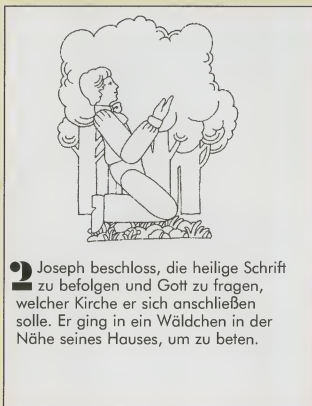 2 Joseph beschloss, die heilige Schrift
zu befolgen und Gott zu fragen,
welcher Kirche er sich anschließen
solle. Er ging in ein Wäldchen in der
Nähe seines Hauses, um zu beten.